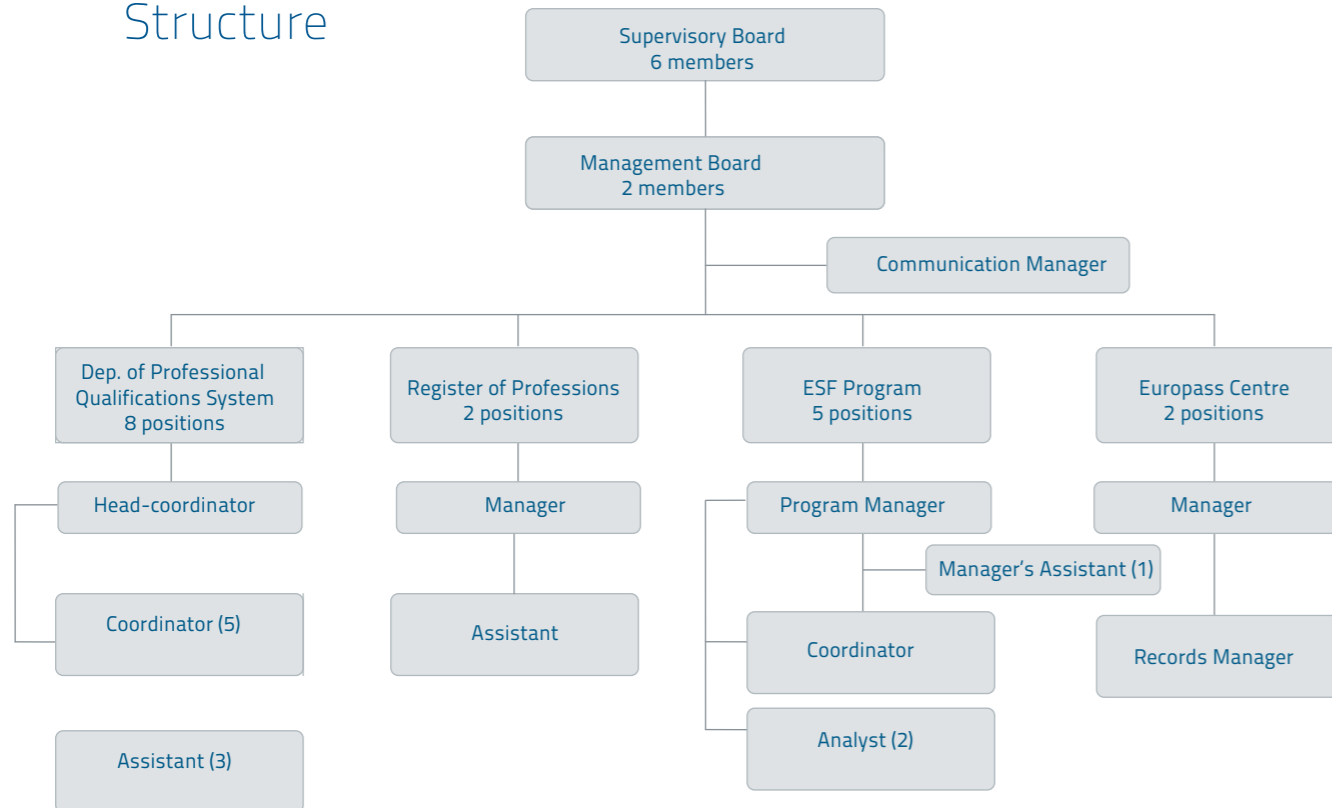 Structure
Supervisory Board
6 members
Management Board
2 members
Communication Manager
Dep. of Professional
Qualifications System
8 positions
Register of Professions
2 positions
ESF Program
5 positions
Europass Centre
2 positions
Head-coordinator
Manager
Program Manager
Manager
Manager's Assistant (1)
Coordinator (5)
Assistant
Coordinator
Records Manager
Analyst (2)
Assistant (3)